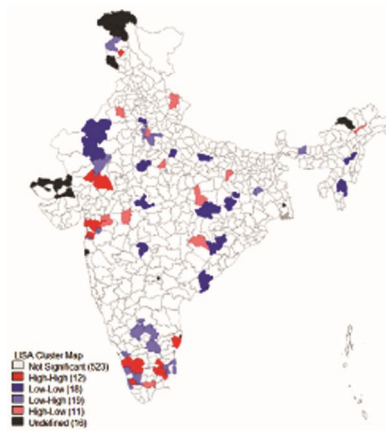 LISA Cluster Map
Not Significant (523)
High-High (12)
Low-Low (18)
Low-High (19)
High-Low (11)
Undefined (16)